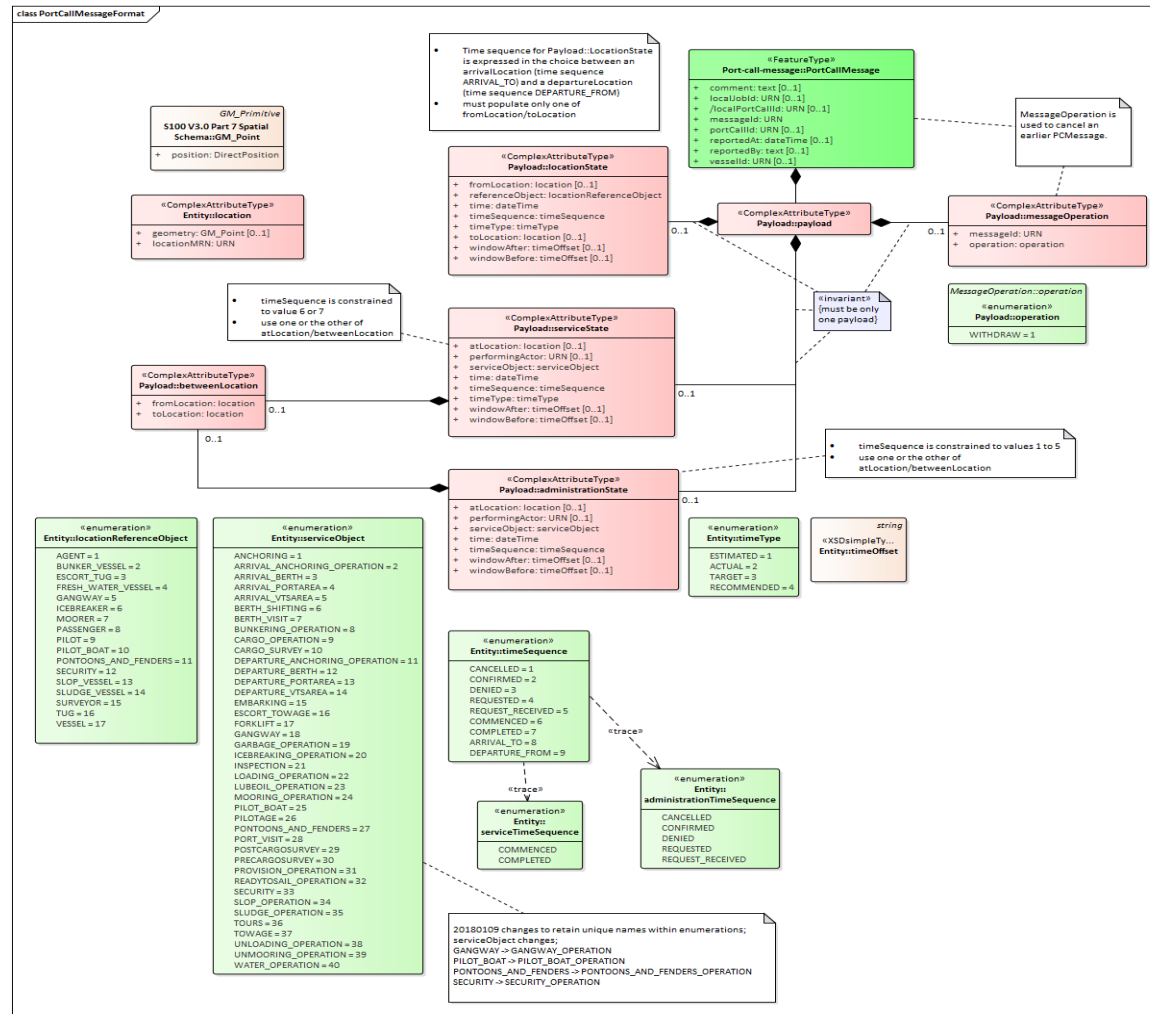 class PortCallMessageFormat
• Time sequence for Payload::LocationState
is expressed in the choice between an
arrivalLocation (time sequence
ARRIVAL_TO) and a departureLocation
(time sequence DEPARTURE_FROM)
• must populate only one of
fromLocation/toLocation
«FeatureType»
Port-call-message::PortCallMessage
+ comment: text [0..1]
+ localJobId: URN [0..1]
+ /localPortCallId: URN [0..1]
+ messageId: URN
+ portCallId: URN [0..1]
+ reportedAt: dateTime [0..1]
+ reportedBy: text [0..1]
+ vesselId: URN [0..1]
MessageOperation is
used to cancel an
earlier PCMessage.
GM_Primitive
S100 V3.0 Part 7 Spatial
Schema::GM_Point
+ position: DirectPosition
«ComplexAttributeType»
Entity::location
+ geometry: GM_Point [0..1]
+ locationMRN: URN
«ComplexAttributeType»
Payload::locationState
+ fromLocation: location [0..1]
+ referenceObject: locationReferenceObject
+ time: dateTime
+ timeSequence: timeSequence
+ timeType: timeType
+ toLocation: location [0..1]
+ windowAfter: timeOffset [0..1]
+ windowBefore: timeOffset [0..1]
0..1
«ComplexAttributeType»
Payload::payload
0..1
«ComplexAttributeType»
Payload::messageOperation
+ messageId: URN
+ operation: operation
«invariant»
{must be only
one payload}
MessageOperation::operation
«enumeration»
Payload::operation
WITHDRAW = 1
• timeSequence is constrained
to value 6 or 7
• use one or the other of
atLocation/betweenLocation
«ComplexAttributeType»
Payload::serviceState
+ atLocation: location [0..1]
+ performingActor: URN [0..1]
+ serviceObject: serviceObject
+ time: dateTime
+ timeSequence: timeSequence
+ timeType: timeType
+ windowAfter: timeOffset [0..1]
+ windowBefore: timeOffset [0..1]
0..1
«ComplexAttributeType»
Payload::betweenLocation
+ fromLocation: location
+ toLocation: location
0..1
0..1
• timeSequence is constrained to values 1 to 5
• use one or the other of
atLocation/betweenLocation
«ComplexAttributeType»
Payload::administrationState
+ atLocation: location [0..1]
+ performingActor: URN [0..1]
+ serviceObject: serviceObject
+ time: dateTime
+ timeSequence: timeSequence
+ windowAfter: timeOffset [0..1]
+ windowBefore: timeOffset [0..1]
0..1
«enumeration»
Entity::locationReferenceObject
AGENT = 1
BUNKER_VESSEL = 2
ESCORT_TUG = 3
FRESH_WATER_VESSEL = 4
GANGWAY = 5
ICEBREAKER = 6
MOORER = 7
PASSENGER = 8
PILOT = 9
PILOT_BOAT = 10
PONTOONS_AND_FENDERS = 11
SECURITY = 12
SLOP_VESSEL = 13
SLUDGE_VESSEL = 14
SURVEYOR = 15
TUG = 16
VESSEL = 17
«enumeration»
Entity::serviceObject
ANCHORING = 1
ARRIVAL_ANCHORING_OPERATION = 2
ARRIVAL_BERTH = 3
ARRIVAL_PORTAREA = 4
ARRIVAL_VTSAREA = 5
BERTH_SHIFTING = 6
BERTH_VISIT = 7
BUNKERING_OPERATION = 8
CARGO_OPERATION = 9
CARGO_SURVEY = 10
DEPARTURE_ANCHORING_OPERATION = 11
DEPARTURE_BERTH = 12
DEPARTURE_PORTAREA = 13
DEPARTURE_VTSAREA = 14
EMBARKING = 15
ESCORT_TOWAGE = 16
FORKLIFT = 17
GANGWAY = 18
GARBAGE_OPERATION = 19
ICEBREAKING_OPERATION = 20
INSPECTION = 21
LOADING_OPERATION = 22
LUBEOIL_OPERATION = 23
MOORING_OPERATION = 24
PILOT_BOAT = 25
PILOTAGE = 26
PONTOONS_AND_FENDERS = 27
PORT_VISIT = 28
POSTCARGOSURVEY = 29
PRECARGOSURVEY = 30
PROVISION_OPERATION = 31
READYTOSAIL_OPERATION = 32
SECURITY = 33
SLOP_OPERATION = 34
SLUDGE_OPERATION = 35
TOURS = 36
TOWAGE = 37
UNLOADING_OPERATION = 38
UNMOORING_OPERATION = 39
WATER_OPERATION = 40
«enumeration»
Entity::timeType
ESTIMATED = 1
ACTUAL = 2
TARGET = 3
RECOMMENDED = 4
string
«XSDsimpleTy...
Entity::timeOffset
«enumeration»
Entity::timeSequence
CANCELLED = 1
CONFIRMED = 2
DENIED = 3
REQUESTED = 4
REQUEST_RECEIVED = 5
COMMENCED = 6
COMPLETED = 7
ARRIVAL_TO = 8
DEPARTURE_FROM = 9
«trace»
«trace»
«enumeration»
Entity::
serviceTimeSequence
COMMENCED
COMPLETED
«enumeration»
Entity::
administrationTimeSequence
CANCELLED
CONFIRMED
DENIED
REQUESTED
REQUEST_RECEIVED
20180109 changes to retain unique names within enumerations;
serviceObject changes;
GANGWAY -> GANGWAY_OPERATION
PILOT_BOAT -> PILOT_BOAT_OPERATION
PONTOONS_AND_FENDERS -> PONTOONS_AND_FENDERS_OPERATION
SECURITY -> SECURITY_OPERATION